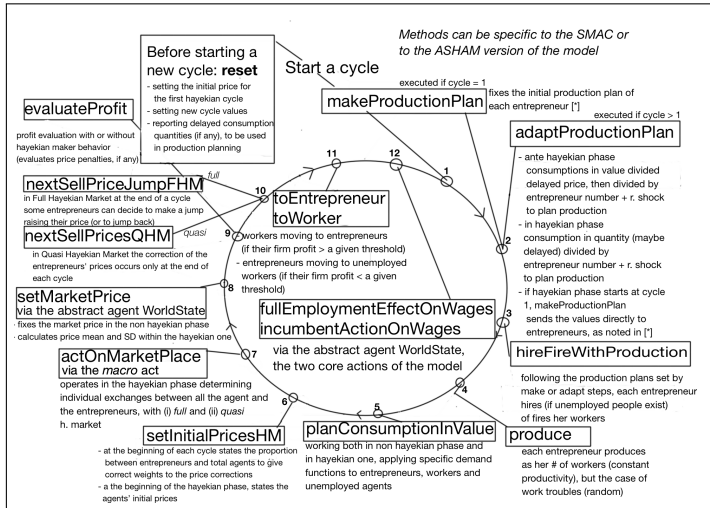 Methods can be specific to the SMAC or
to the ASHAM version of the model
Before starting a
new cycle: reset
- setting the initial price for
the first hayekian cycle
- setting new cycle values
- reporting delayed consumption
quantities (if any), to be used
in production planning
Start a cycle
executed if cycle = 1
makeProductionPlan
fixes the initial production plan of
each entrepreneur [*]
executed if cycle > 1
adaptProductionPlan
- ante hayekian phase
consumptions in value divided
delayed price, then divided by
entrepreneur number + r. shock
to plan production
- in hayekian phase
consumption in quantity (maybe
delayed) divided by
entrepreneur number + r. shock
to plan production
- if hayekian phase starts at cycle
1, makeProductionPlan
sends the values directly to
entrepreneurs, as noted in [*]
hireFireWithProduction
following the production plans set by
make or adapt steps, each entrepreneur
hires (if unemployed people exist)
of fires her workers
produce
each entrepreneur produces
as her # of workers (constant
productivity), but the case of
work troubles (random)
planConsumptionInValue
working both in non hayekian phase and
in hayekian one, applying specific demand
functions to entrepreneurs, workers and
unemployed agents
setInitialPricesHM
- at the beginning of each cycle states the proportion
between entrepreneurs and total agents to give
correct weights to the price corrections
- a the beginning of the hayekian phase, states the
agents' initial prices
actOnMarketPlace
via the macro act
operates in the hayekian phase determining
individual exchanges between all the agent
and the entrepreneurs, with (i) full and (ii) quasi
h. market
setMarketPrice
via the abstract agent WorldState
- fixes the market price in the non hayekian phase
- calculates price mean and SD within the hayekian one
evaluateProfit
profit evaluation with or without
hayekian maker behavior
(evaluates price penalties, if any)
nextSellPriceJumpFHM
full
in Full Hayekian Market at the end of a cycle
some entrepreneurs can decide to make a jump
raising their price (or to jump back)
nextSellPricesQHM
quasi
in Quasi Hayekian Market the correction of the
entrepreneurs' prices occurs only at the end of
each cycle
toEntrepreneur
toWorker
- workers moving to entrepreneurs
(if their firm profit > a given threshold)
- entrepreneurs moving to unemployed
workers (if their firm profit < a given
threshold)
fullEmploymentEffectOnWages
incumbentActionOnWages
via the abstract agent WorldState,
the two core actions of the model
1
2
3
4
5
6
7
8
9
10
11
12